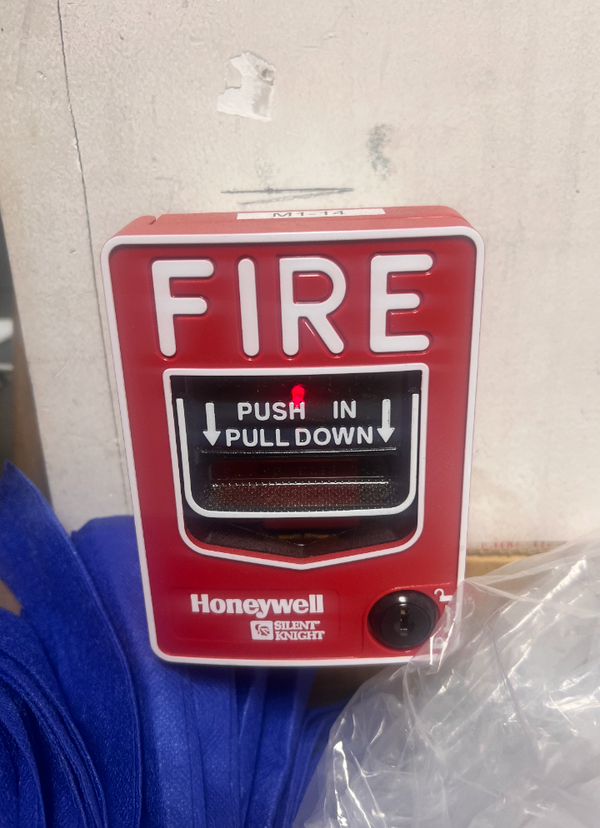 M1-14
FIRE
PUSH IN
PULL DOWN
Honeywell
SILENT
KNIGHT